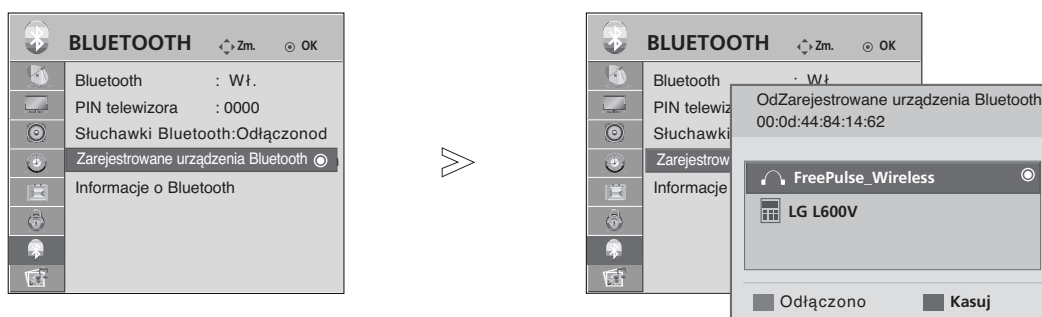 BLUETOOTH Zm. OK
Bluetooth : Wł.
PIN telewizora : 0000
Słuchawki Bluetooth:Odłączonod
Zarejestrowane urządzenia Bluetooth
Informacje o Bluetooth
BLUETOOTH Zm. OK
Bluetooth : Wł.
PIN telewiz
Słuchawki
Zarejestrow
Informacje
OdZarejestrowane urządzenia Bluetooth
00:0d:44:84:14:62
FreePulse_Wireless
LG L600V
Odłączono Kasuj